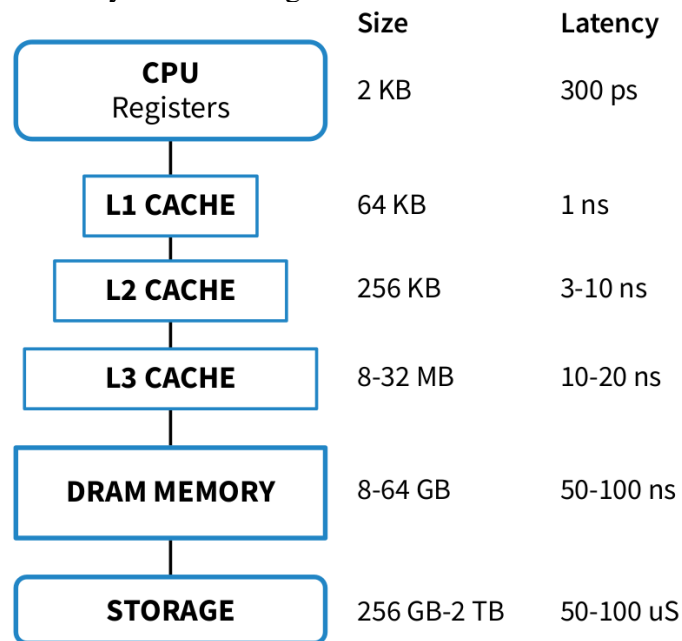 Size Latency
CPU
Registers 2 KB 300 ps
L1 CACHE 64 KB 1 ns
L2 CACHE 256 KB 3-10 ns
L3 CACHE 8-32 MB 10-20 ns
DRAM MEMORY 8-64 GB 50-100 ns
STORAGE 256 GB-2 TB 50-100 uS